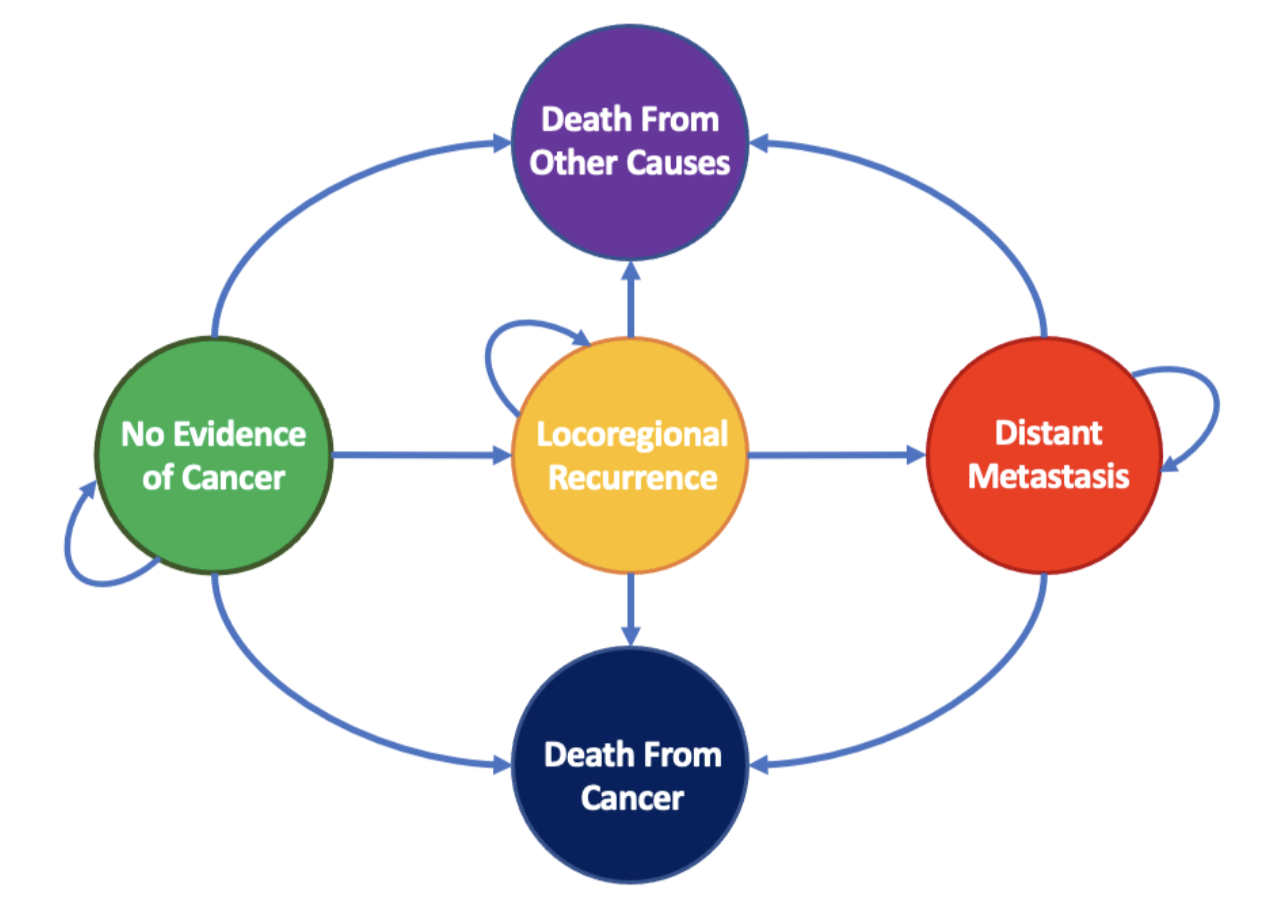 Death From
Other Causes
No Evidence
of Cancer
Locoregional
Recurrence
Distant
Metastasis
Death From
Cancer